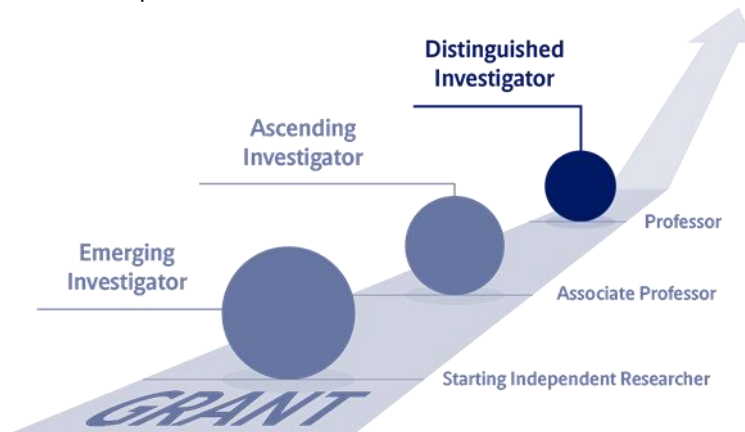 Distinguished
Investigator
Ascending
Investigator
Professor
Emerging
Investigator
Associate Professor
Starting Independent Researcher
GRANT